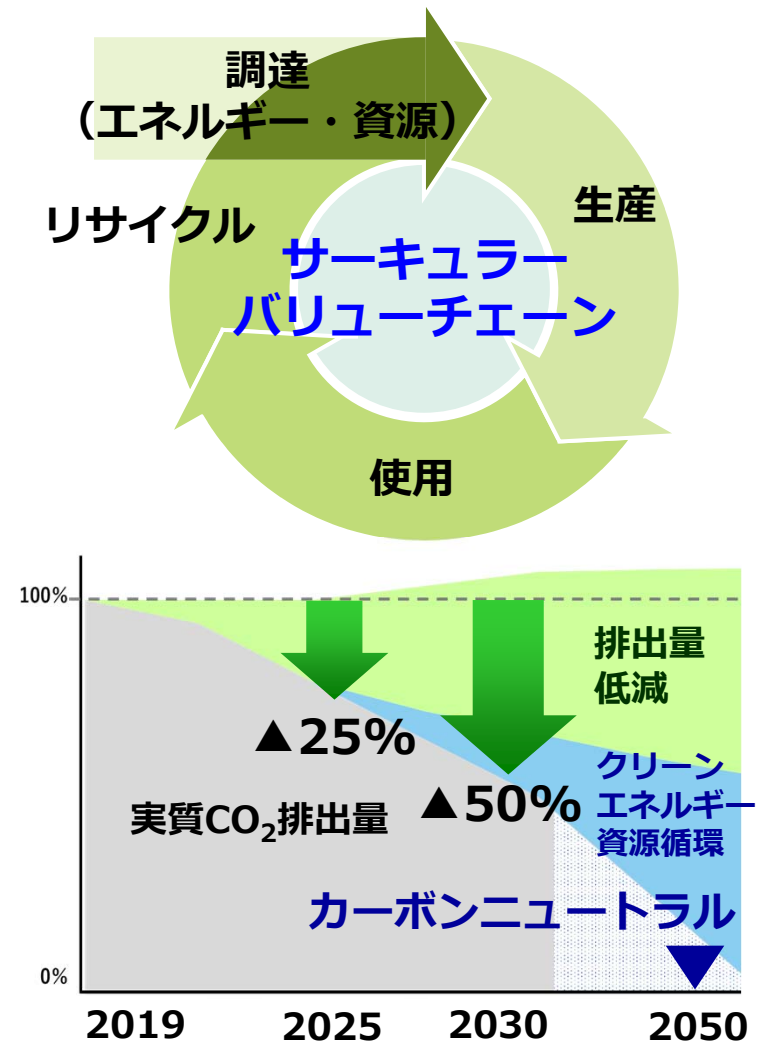 調達
（エネルギー・資源）
リサイクル
生産
サーキュラー
バリューチェーン
使用
100%
排出量
低減
▲25%
クリーン
エネルギー
資源循環
▲50%
実質CO₂排出量
カーボンニュートラル
0%
2019
2025
2030
2050